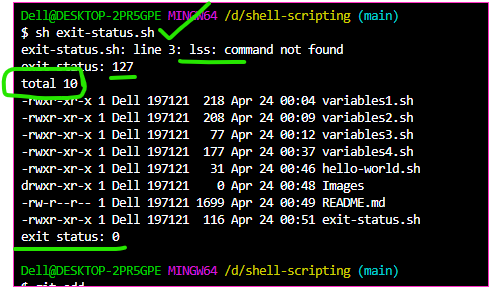 Dell@DESKTOP-2PR5GPE MINGW64 /d/shell-scripting (main)
$ sh exit-status.sh
exit-status.sh: line 3: lss: command not found
exit status: 127
total 10
-rwxr-xr-x 1 Dell 197121  218 Apr 24 00:04 variables1.sh
-rwxr-xr-x 1 Dell 197121  208 Apr 24 00:09 variables2.sh
-rwxr-xr-x 1 Dell 197121   77 Apr 24 00:12 variables3.sh
-rwxr-xr-x 1 Dell 197121  177 Apr 24 00:37 variables4.sh
-rwxr-xr-x 1 Dell 197121   31 Apr 24 00:46 hello-world.sh
drwxr-xr-x 1 Dell 197121    0 Apr 24 00:48 Images
-rw-r--r-- 1 Dell 197121 1699 Apr 24 00:49 README.md
-rwxr-xr-x 1 Dell 197121  116 Apr 24 00:51 exit-status.sh
exit status: 0
Dell@DESKTOP-2PR5GPE MINGW64 /d/shell-scripting (main)